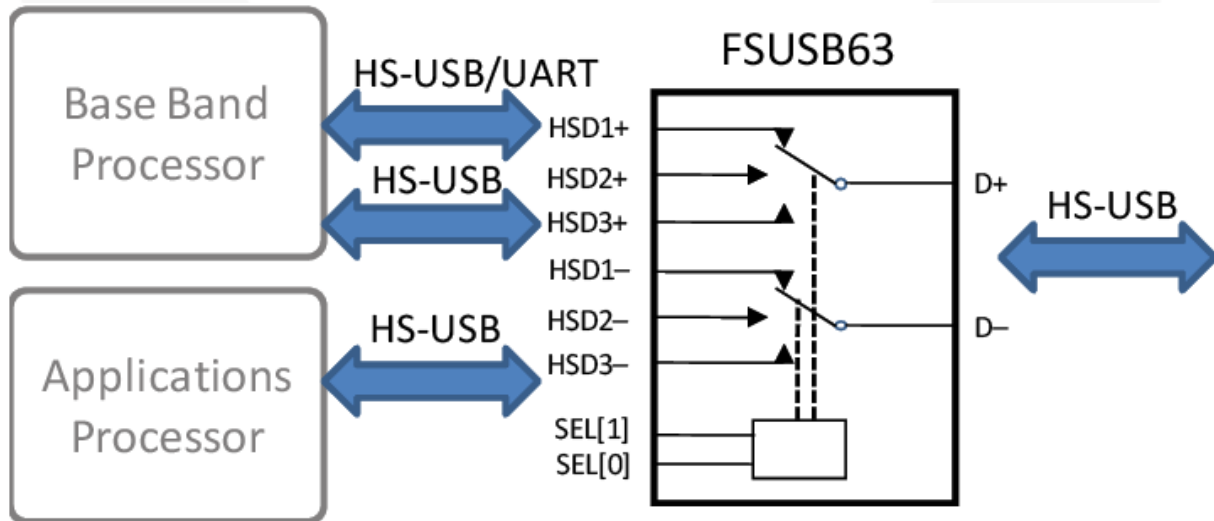 Base Band
Processor
HS-USB/UART
HS-USB
Applications
Processor
HS-USB
FSUSB63
HSD1+
HSD2+
HSD3+
HSD1–
HSD2–
HSD3–
SEL[1]
SEL[0]
D+
D–
HS-USB